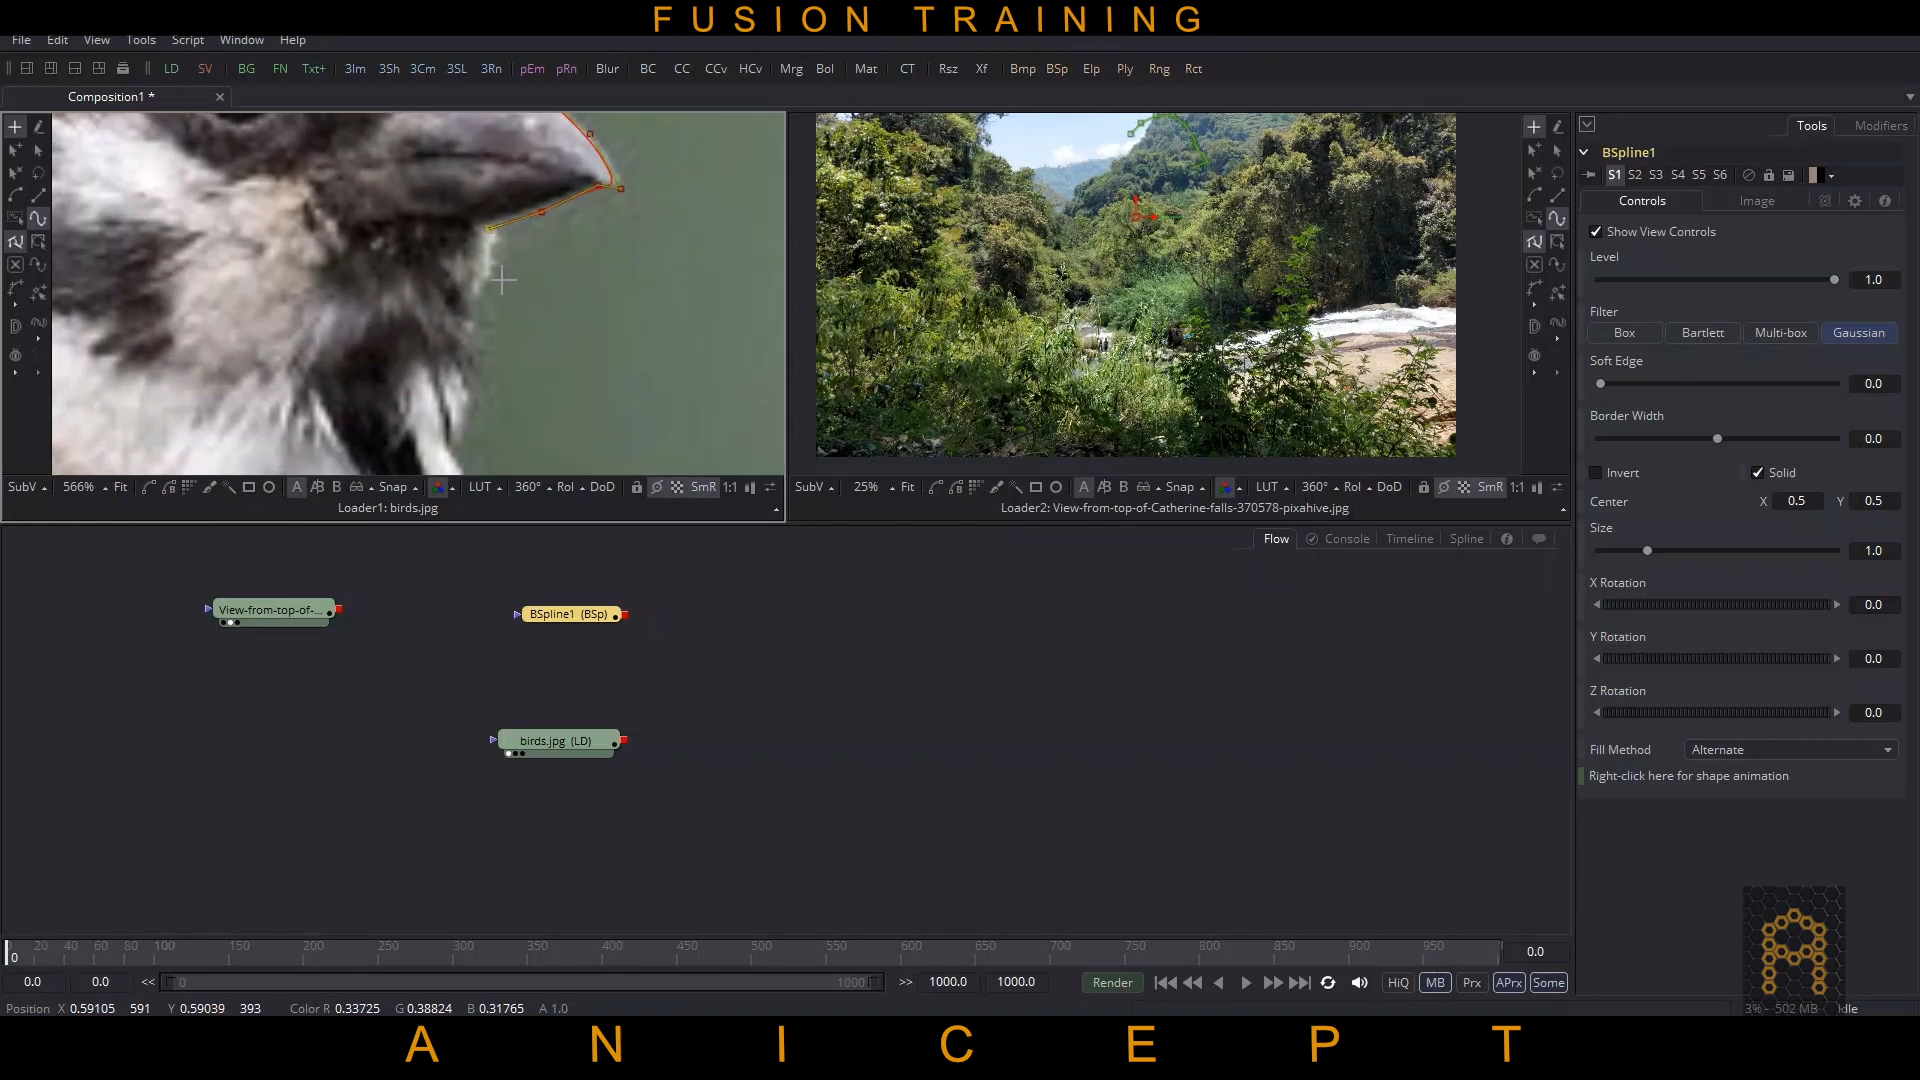 FUSION TRAINING
File Edit View Tools Script Window Help
LD SV BG FN Txt+ 3Im 3Sh 3Cm 3SL 3Rn pEm pRn Blur BC CC CCv HCv Mrg Bol Mat CT Rsz Xf Bmp BSp Elp Ply Rng Rct
Composition1 *
Tools Modifiers
BSpline1
S1 S2 S3 S4 S5 S6
Controls Image
Show View Controls
Level
1.0
Filter
Box Bartlett Multi-box Gaussian
Soft Edge
0.0
Border Width
0.0
Invert Solid
Center X 0.5 Y 0.5
Size
1.0
X Rotation
0.0
Y Rotation
0.0
Z Rotation
0.0
Fill Method Alternate
Right-click here for shape animation
SubV 566% Fit A B Snap LUT 360° RoI DoD SmR 1:1
Loader1: birds.jpg
SubV 25% Fit A B Snap LUT 360° RoI DoD SmR 1:1
Loader2: View-from-top-of-Catherine-falls-370578-pixahive.jpg
Flow Console Timeline Spline
View-from-top-of-...
BSpline1 (BSp)
birds.jpg (LD)
0 20 40 60 80 100 150 200 250 300 350 400 450 500 550 600 650 700 750 800 850 900 950 0.0
0.0 0.0 << 0 1000 >> 1000.0 1000.0 Render HiQ MB Prx APrx Some
Position X 0.59105 591 Y 0.59039 393 Color R 0.33725 G 0.38824 B 0.31765 A 1.0
3% - 502 MB Idle
ANICEPT